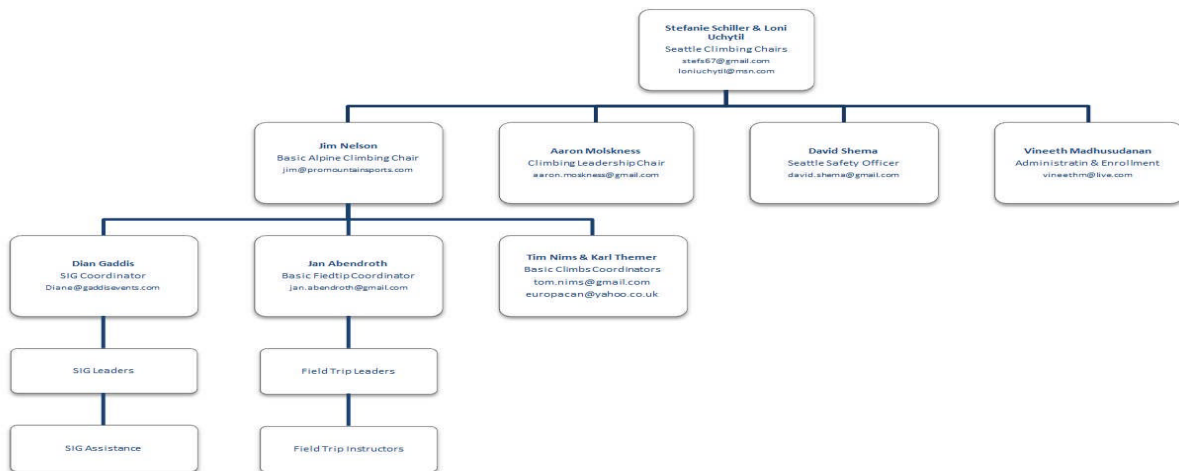 Stefanie Schiller & Loni
Uchytil
Seattle Climbing Chairs
stefs67@gmail.com
loniuchytil@msn.com
Jim Nelson
Basic Alpine Climbing Chair
jim@promountainsports.com
Aaron Molskness
Climbing Leadership Chair
aaron.moskness@gmail.com
David Shema
Seattle Safety Officer
david.shema@gmail.com
Vineeth Madhusudanan
Administratin & Enrollment
vineethm@live.com
Dian Gaddis
SIG Coordinator
Diane@gaddisevents.com
Jan Abendroth
Basic Fiedtip Coordinator
jan.abendroth@gmail.com
Tim Nims & Karl Themer
Basic Climbs Coordinators
tom.nims@gmail.com
europacan@yahoo.co.uk
SIG Leaders
Field Trip Leaders
SIG Assistance
Field Trip Instructors